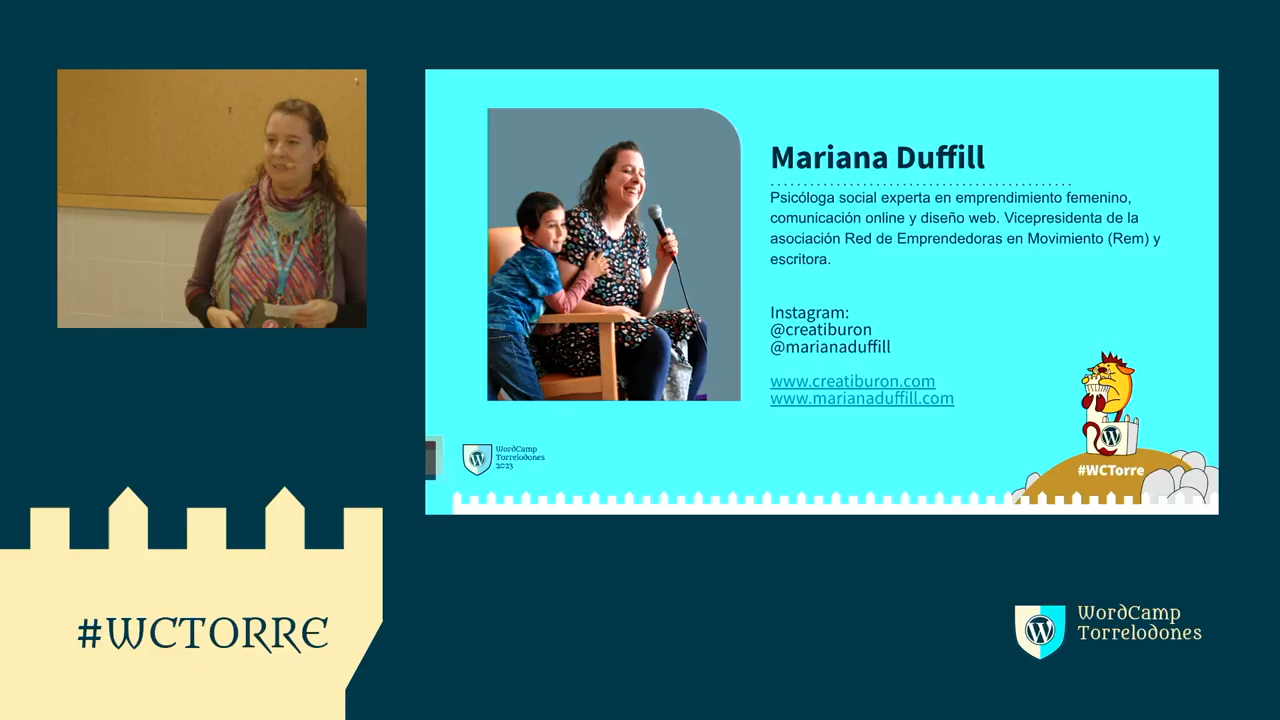 Mariana Duffill
Psicóloga social experta en emprendimiento femenino,
comunicación online y diseño web. Vicepresidenta de la
asociación Red de Emprendedoras en Movimiento (Rem) y
escritora.
Instagram:
@creatiburon
@marianaduffill
www.creatiburon.com
www.marianaduffill.com
WordCamp
Torrelodones
2023
#WCTorre
#WCTORRE
WordCamp
Torrelodones